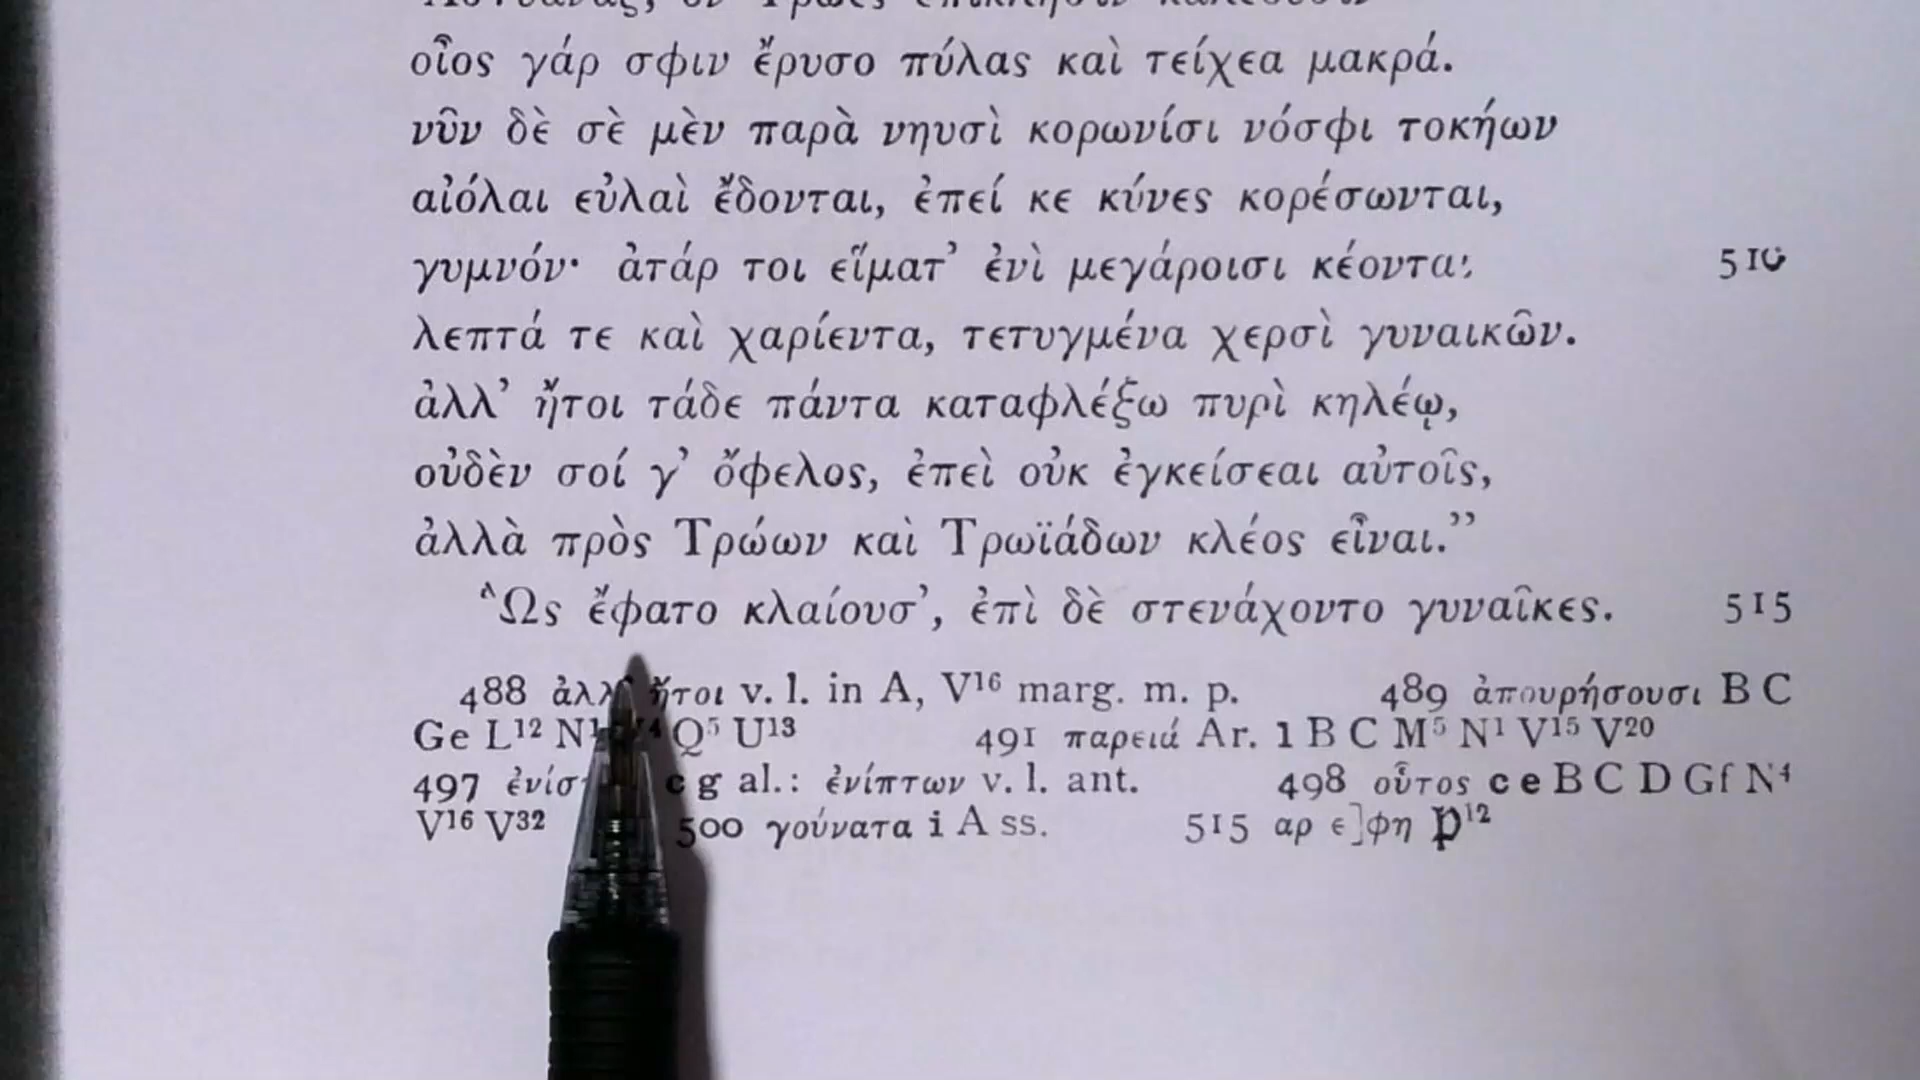 οἶος γάρ σφιν ἔρυσο πύλας καὶ τείχεα μακρά.
νῦν δὲ σὲ μὲν παρὰ νηυσὶ κορωνίσι νόσφι τοκήων
αἰόλαι εὐλαὶ ἔδονται, ἐπεί κε κύνες κορέσωνται,
γυμνόν· ἀτάρ τοι εἵματ’ ἐνὶ μεγάροισι κέονται 510
λεπτά τε καὶ χαρίεντα, τετυγμένα χερσὶ γυναικῶν.
ἀλλ’ ἤτοι τάδε πάντα καταφλέξω πυρὶ κηλέῳ,
οὐδὲν σοί γ’ ὄφελος, ἐπεὶ οὐκ ἐγκείσεαι αὐτοῖς,
ἀλλὰ πρὸς Τρώων καὶ Τρωϊάδων κλέος εἶναι.”
Ὣς ἔφατο κλαίουσ’, ἐπὶ δὲ στενάχοντο γυναῖκες. 515
488 ἤτοι v. l. in A, V¹⁶ marg. m. p. 489 ἀπουρήσουσι B C
Ge L¹² Q⁵ U¹³ 491 παρειά Ar. 1 B C M⁵ N¹ V¹⁵ V²⁰
497 c g al.: ἐνίπτων v. l. ant. 498 οὗτος c e B C D Gf N⁴
V¹⁶ V³² 500 γούνατα i A ss. 515 αρ ε]φη 𝔭¹²